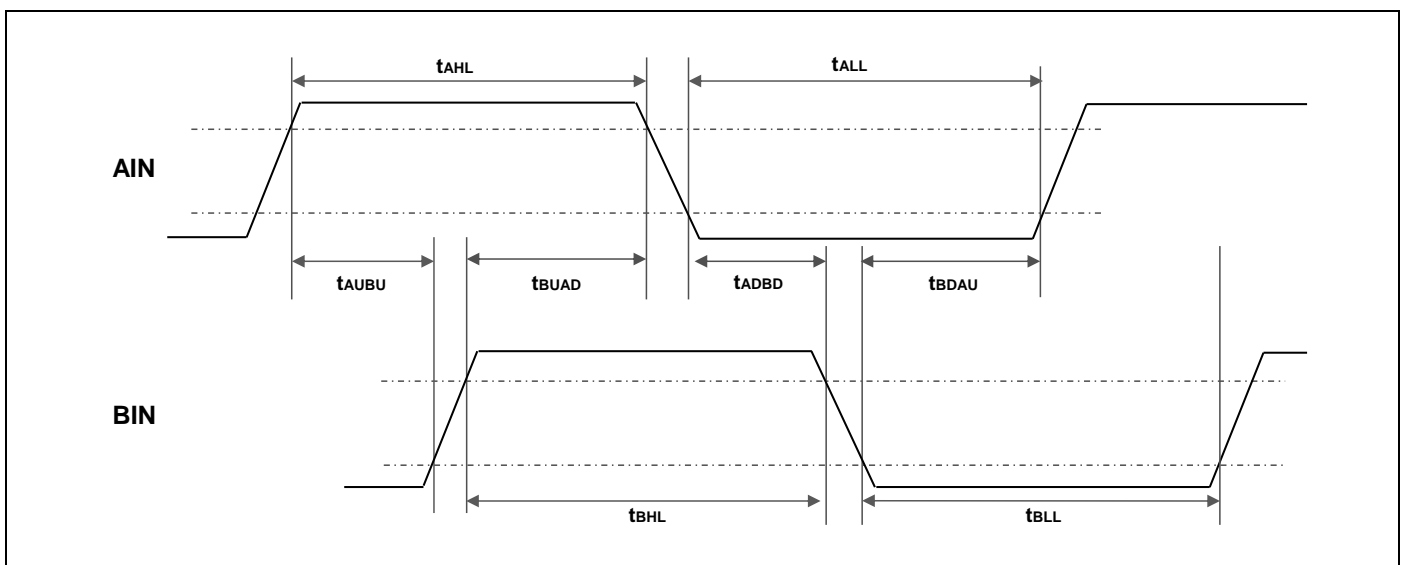 tAHL
tALL
AIN
tAUBU
tBUAD
tADBD
tBDAU
BIN
tBHL
tBLL